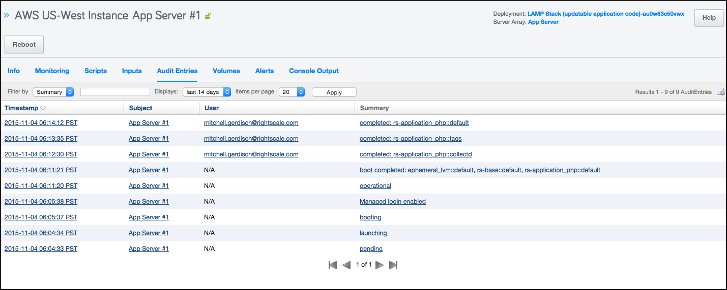 » AWS US-West Instance App Server #1
Deployment: LAMP Stack (updatable application code)-au0w63c50vwx
Server Array: App Server
Help
Reboot
Info Monitoring Scripts Inputs Audit Entries Volumes Alerts Console Output
Filter by Summary Displays: last 14 days Items per page 20 Apply Results 1 - 9 of 9 AuditEntries
Timestamp Subject User Summary
2015-11-04 06:14:12 PST App Server #1 mitchell.gerdisch@rightscale.com completed: rs-application_php::default
2015-11-04 06:13:35 PST App Server #1 mitchell.gerdisch@rightscale.com completed: rs-application_php::tags
2015-11-04 06:12:30 PST App Server #1 mitchell.gerdisch@rightscale.com completed: rs-application_php::collectd
2015-11-04 06:11:21 PST App Server #1 N/A boot completed: ephemeral_lvm::default, rs-base::default, rs-application_php::default
2015-11-04 06:11:20 PST App Server #1 N/A operational
2015-11-04 06:05:38 PST App Server #1 N/A Managed login enabled
2015-11-04 06:05:37 PST App Server #1 N/A booting
2015-11-04 06:04:34 PST App Server #1 N/A launching
2015-11-04 06:04:33 PST App Server #1 N/A pending
1 of 1